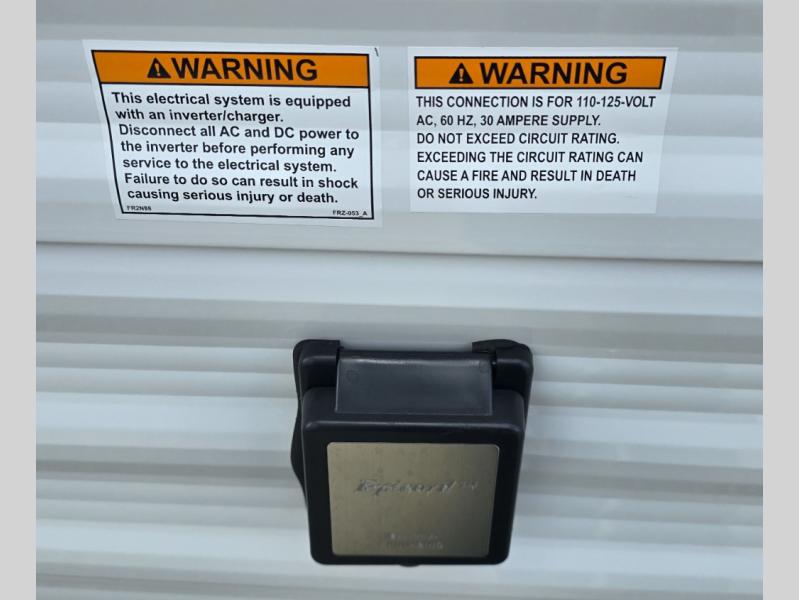 ⚠WARNING
This electrical system is equipped
with an inverter/charger.
Disconnect all AC and DC power to
the inverter before performing any
service to the electrical system.
Failure to do so can result in shock
causing serious injury or death.
FR2N88
FRZ-053_A
⚠WARNING
THIS CONNECTION IS FOR 110-125-VOLT
AC, 60 HZ, 30 AMPERE SUPPLY.
DO NOT EXCEED CIRCUIT RATING.
EXCEEDING THE CIRCUIT RATING CAN
CAUSE A FIRE AND RESULT IN DEATH
OR SERIOUS INJURY.